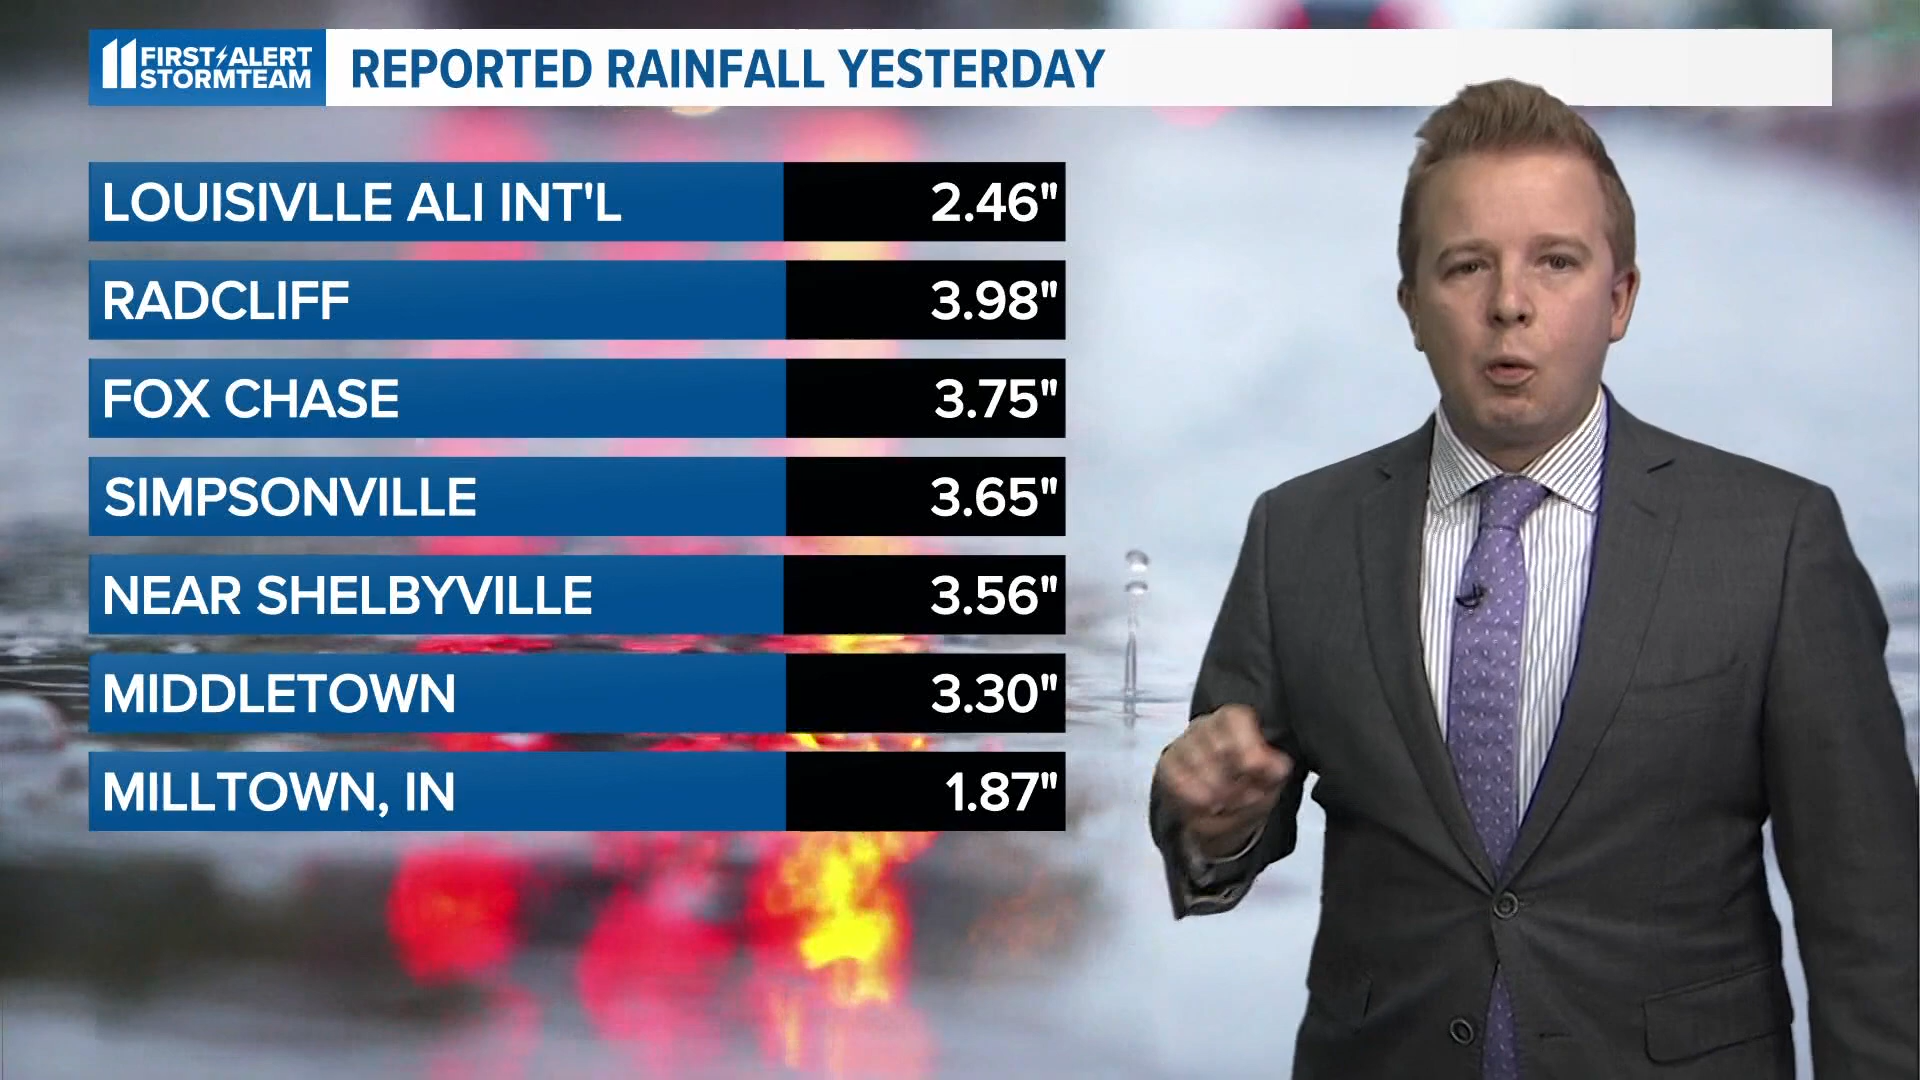 11 FIRST ALERT
STORMTEAM
REPORTED RAINFALL YESTERDAY
LOUISIVLLE ALI INT'L 2.46"
RADCLIFF 3.98"
FOX CHASE 3.75"
SIMPSONVILLE 3.65"
NEAR SHELBYVILLE 3.56"
MIDDLETOWN 3.30"
MILLTOWN, IN 1.87"